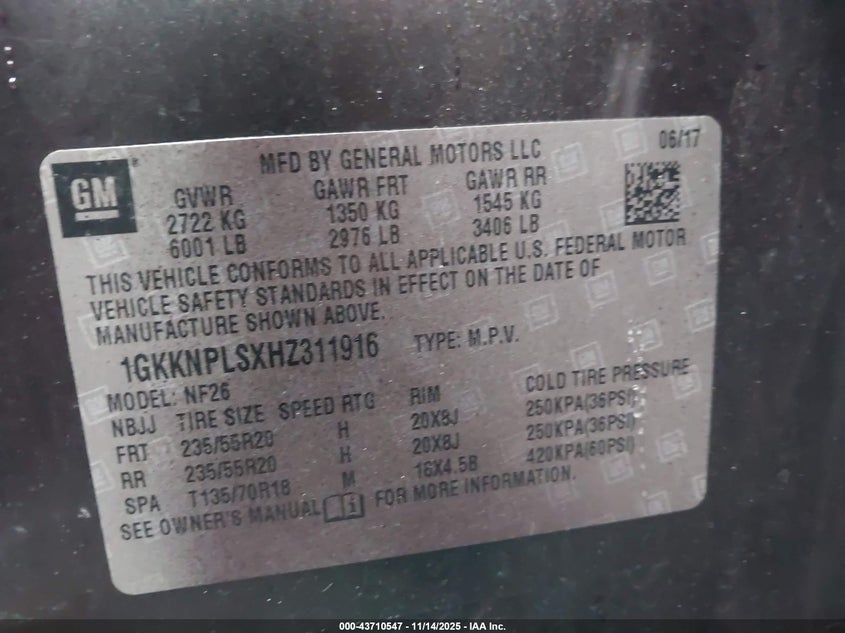 GM
MFD BY GENERAL MOTORS LLC
06/17
GVWR GAWR FRT GAWR RR
2722 KG 1350 KG 1545 KG
6001 LB 2976 LB 3406 LB
THIS VEHICLE CONFORMS TO ALL APPLICABLE U.S. FEDERAL MOTOR
VEHICLE SAFETY STANDARDS IN EFFECT ON THE DATE OF
MANUFACTURE SHOWN ABOVE.
1GKKNPLSXHZ311916 TYPE: M.P.V.
MODEL: NF26
NBJJ TIRE SIZE SPEED RTG RIM COLD TIRE PRESSURE
FRT 235/55R20 H 20X8J 250KPA(36PSI)
RR 235/55R20 H 20X8J 250KPA(36PSI)
SPA T135/70R18 M 16X4.5B 420KPA(60PSI)
SEE OWNER'S MANUAL FOR MORE INFORMATION.
000-43710547 - 11/14/2025 - IAA Inc.